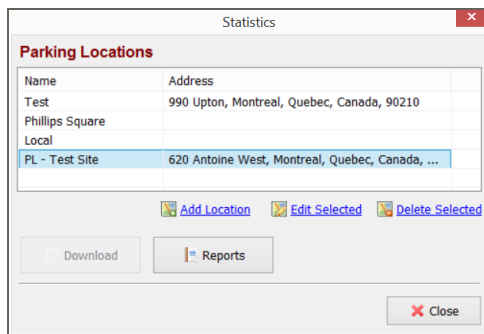 Statistics
Parking Locations
Name Address
Test 990 Upton, Montreal, Quebec, Canada, 90210
Phillips Square
Local
PL - Test Site 620 Antoine West, Montreal, Quebec, Canada, ...
Add Location Edit Selected Delete Selected
Download Reports
Close